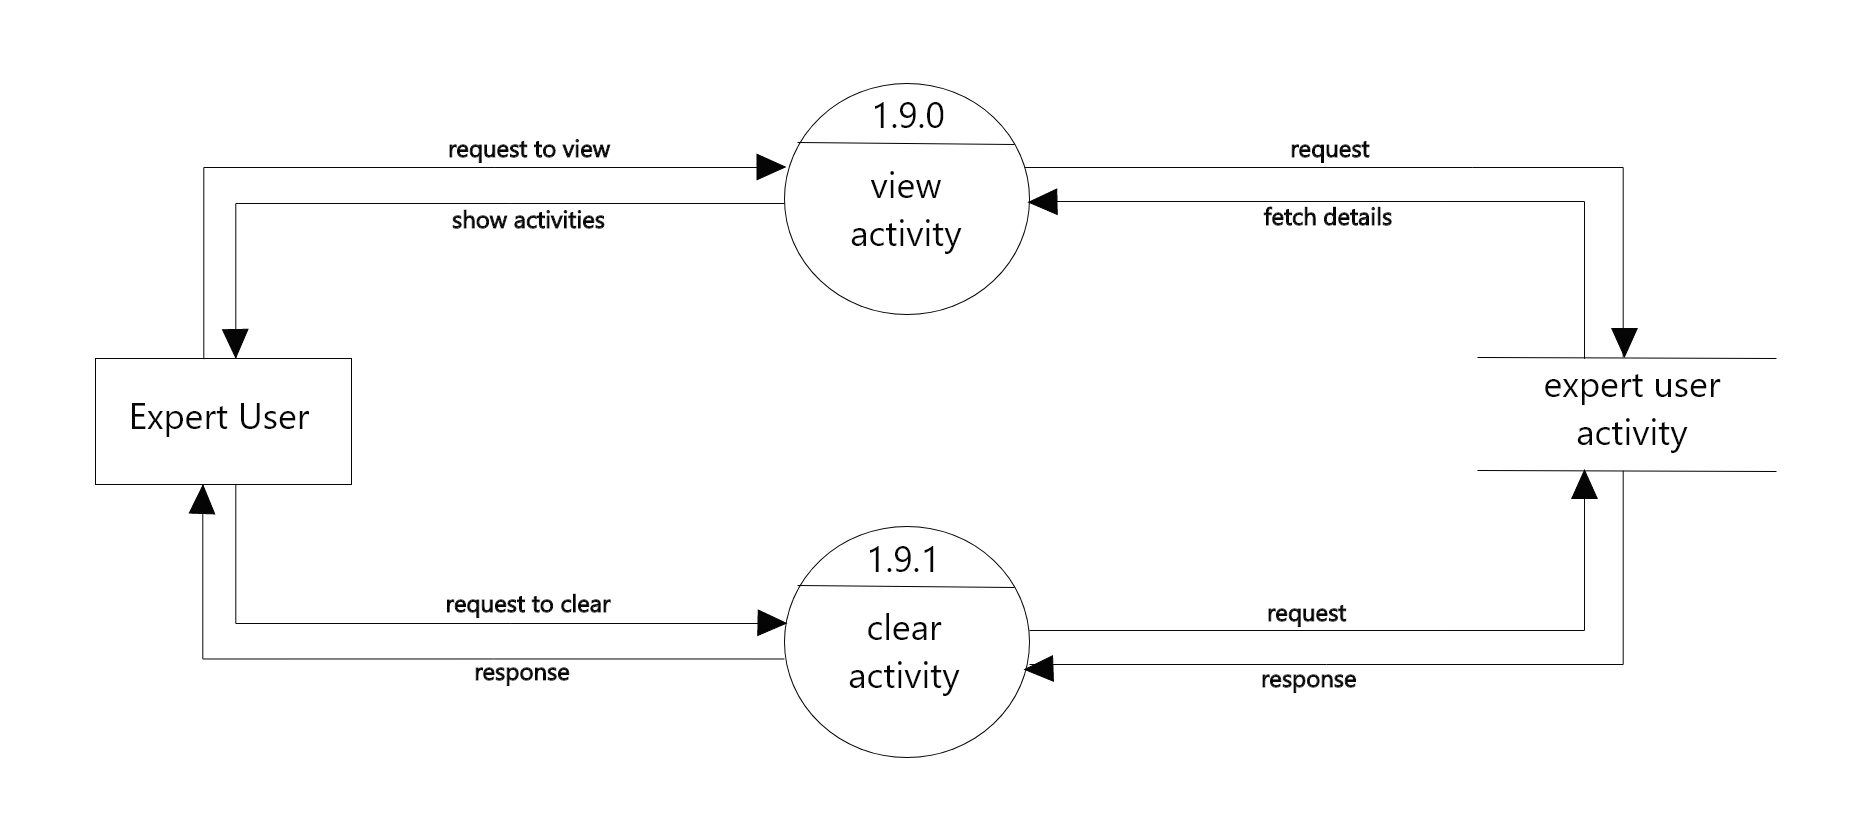 1.9.0
request to view
request
view
activity
show activities
fetch details
Expert User
expert user
activity
1.9.1
request to clear
request
clear
activity
response
response